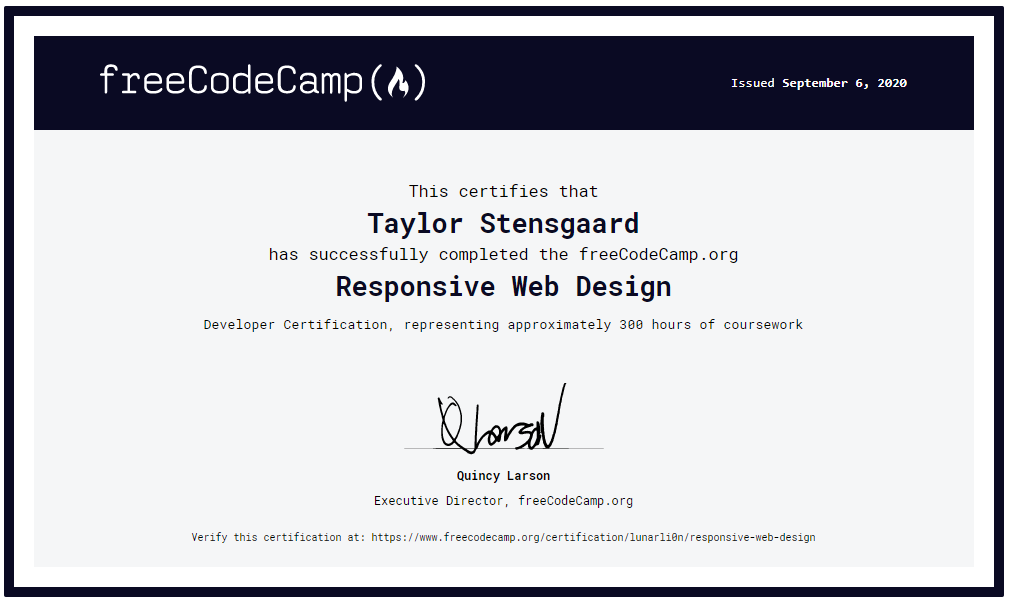 freeCodeCamp
Issued September 6, 2020
This certifies that
Taylor Stensgaard
has successfully completed the freeCodeCamp.org
Responsive Web Design
Developer Certification, representing approximately 300 hours of coursework
Q Larson
Quincy Larson
Executive Director, freeCodeCamp.org
Verify this certification at: https://www.freecodecamp.org/certification/lunarli0n/responsive-web-design